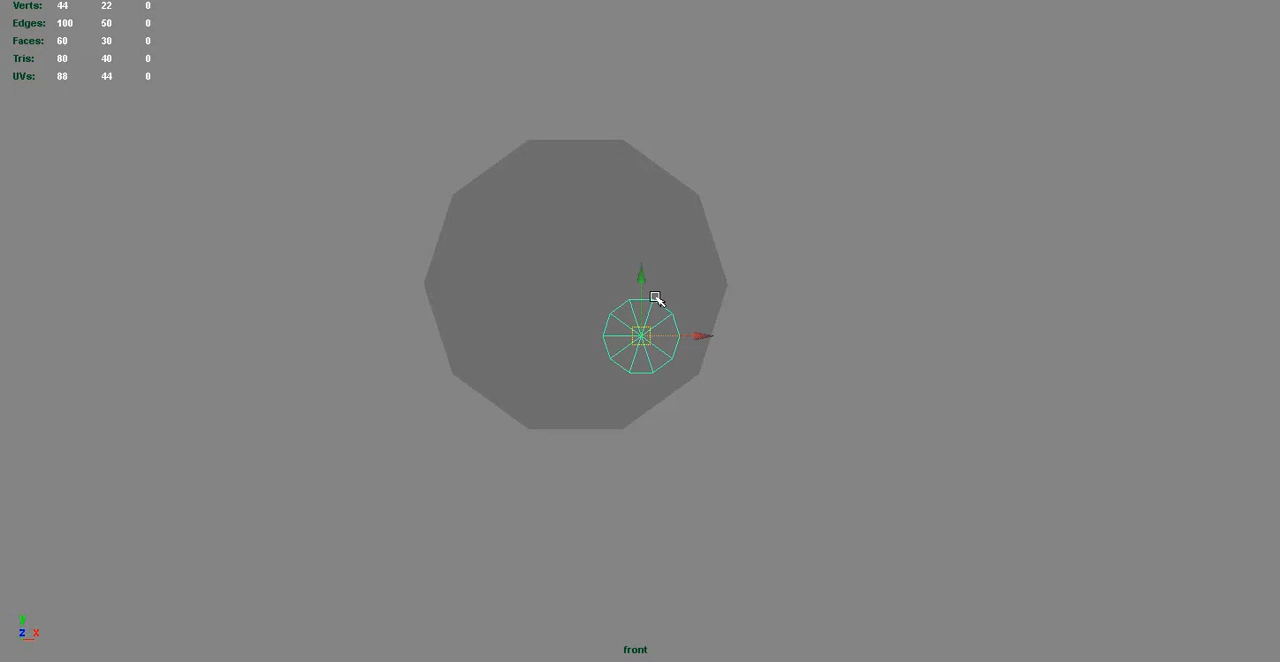 Verts: 44 22 0
Edges: 100 50 0
Faces: 60 30 0
Tris: 80 40 0
UVs: 88 44 0
y
z x
front